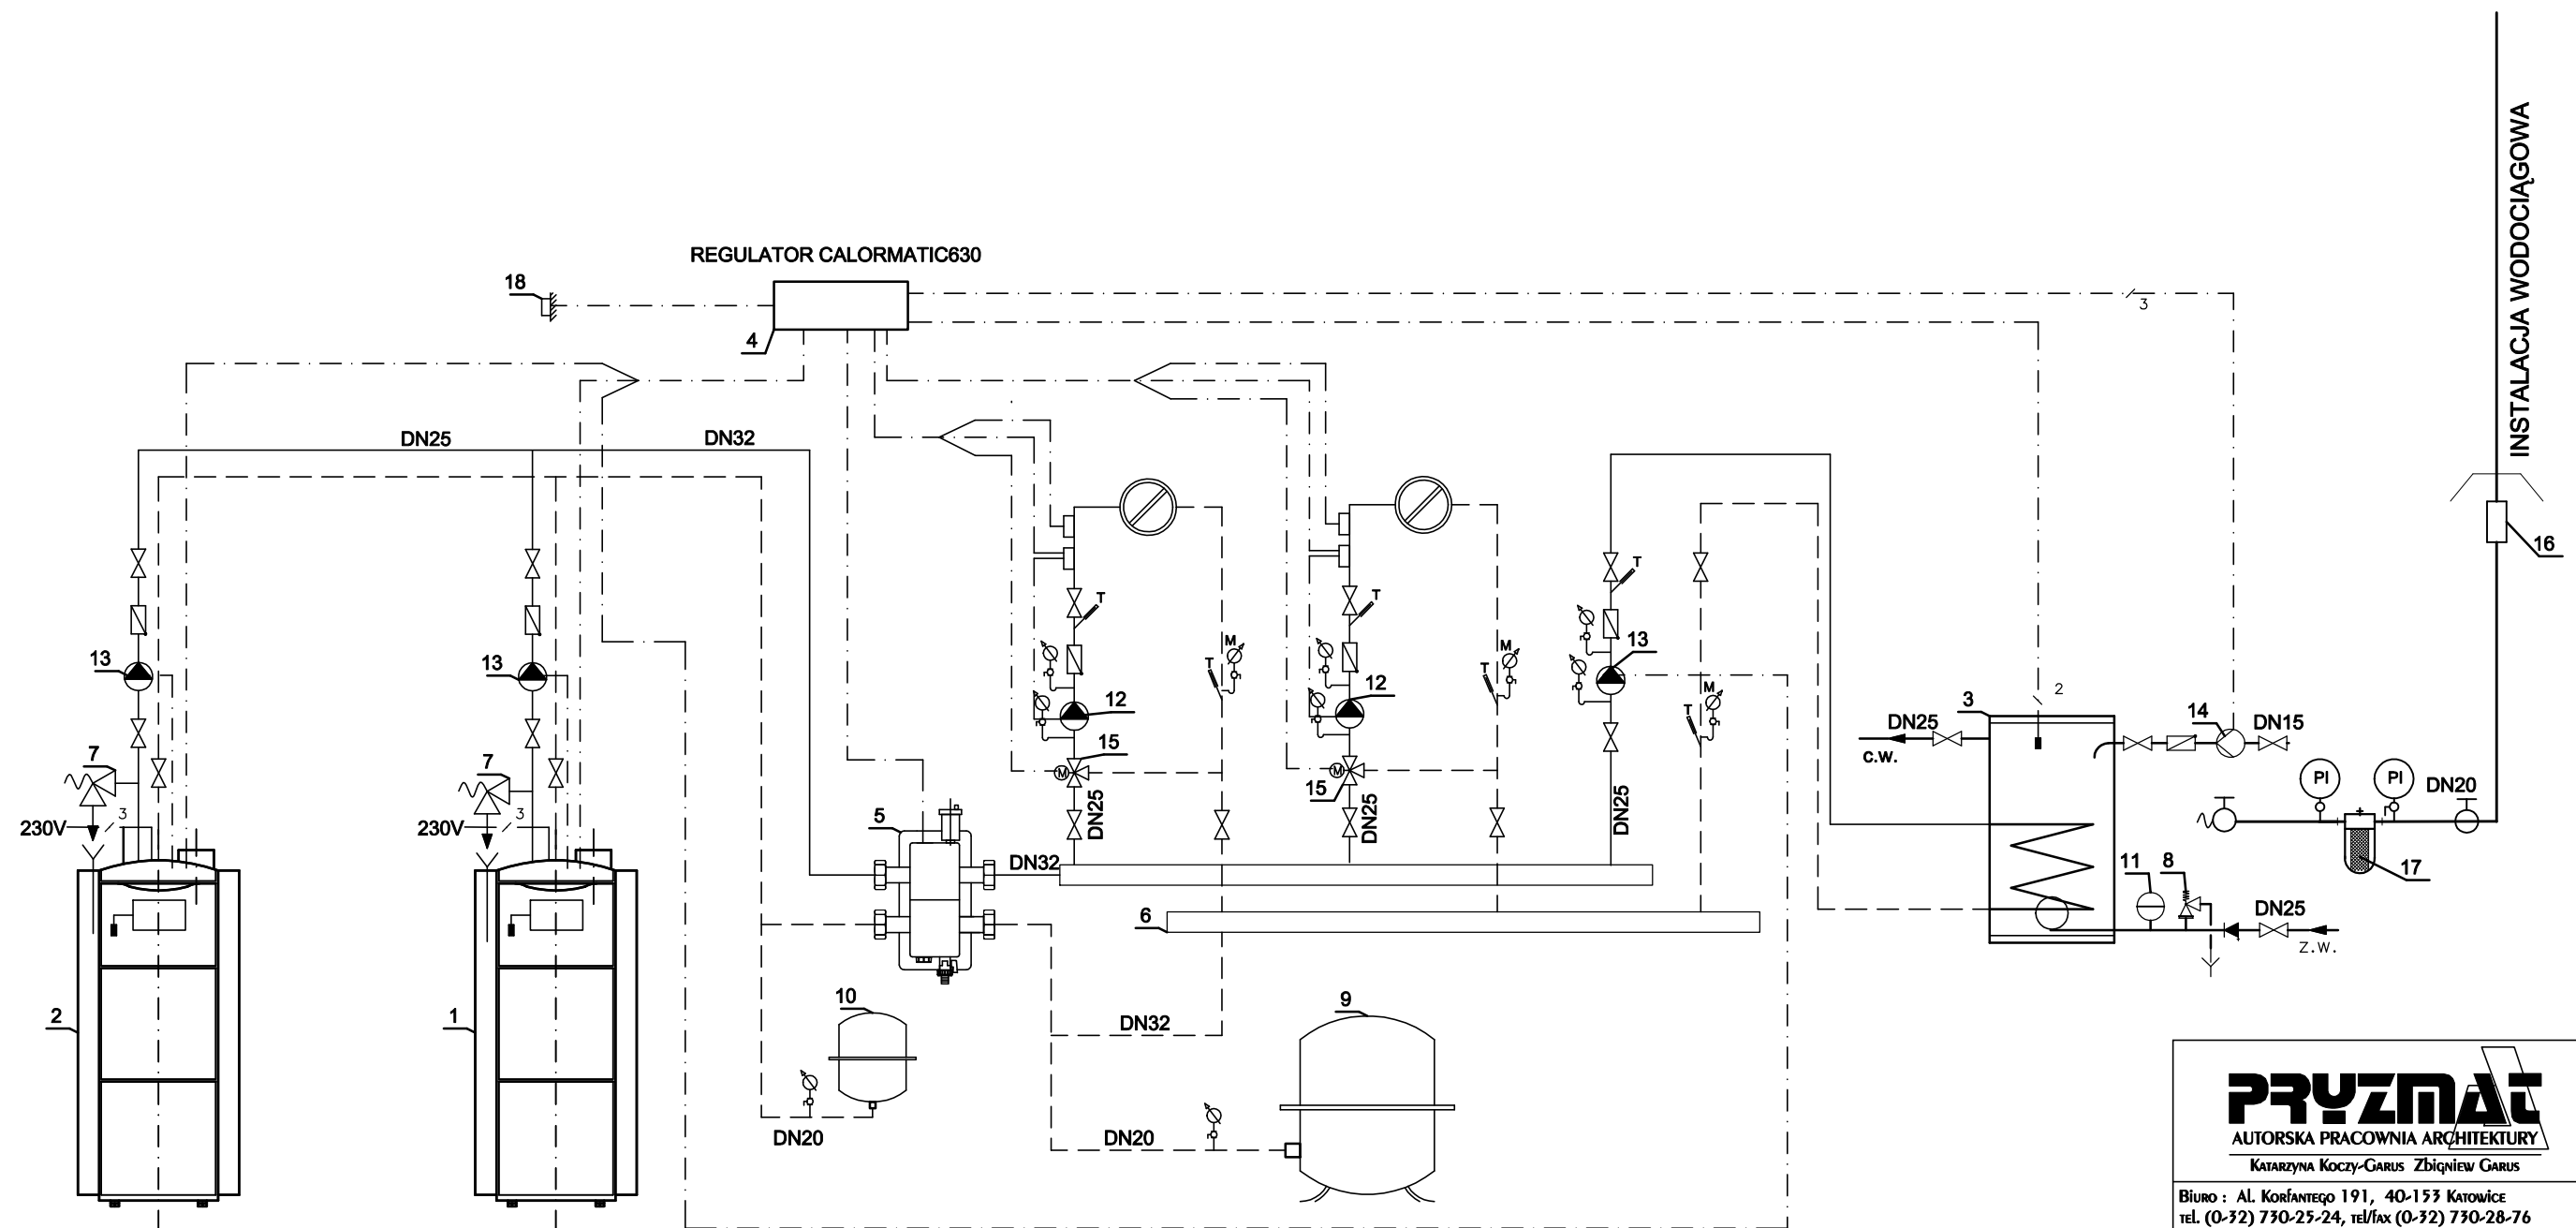 INSTALACJA WODOCIĄGOWA
REGULATOR CALORMATIC630
18
4
3
DN25
DN32
16
T
T
T
13
M
M
13
13
T
T
12
12
M
T
2
3
14
DN25
DN15
c.w.
7
7
15
M
M
15
PI
PI
DN20
230V
3
230V
3
DN25
DN25
DN25
5
DN32
11
8
17
6
DN25
z.w.
2
1
10
9
DN32
DN20
DN20
PRYZMAT
AUTORSKA PRACOWNIA ARCHITEKTURY
Katarzyna Koczy-Garus Zbigniew Garus
Biuro : Al. Korfantego 191, 40-153 Katowice
tel. (0-32) 730-25-24, tel/fax (0-32) 730-28-76